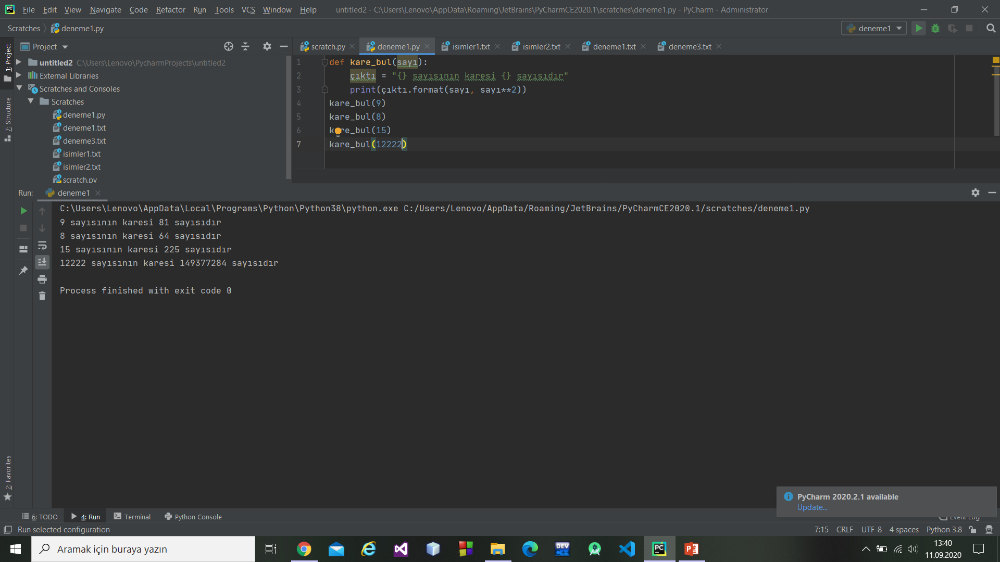 File Edit View Navigate Code Refactor Run Tools VCS Window Help untitled2 - C:\Users\Lenovo\AppData\Roaming\JetBrains\PyCharmCE2020.1\scratches\deneme1.py - PyCharm - Administrator
Scratches deneme1.py deneme1
Project
scratch.py deneme1.py isimler1.txt isimler2.txt deneme1.txt deneme3.txt
1: Project
7: Structure
2: Favorites
untitled2 C:\Users\Lenovo\PycharmProjects\untitled2
External Libraries
Scratches and Consoles
Scratches
deneme1.py
deneme1.txt
deneme3.txt
isimler1.txt
isimler2.txt
scratch.py
1 def kare_bul(sayı):
2 çıktı = "{} sayısının karesi {} sayısıdır"
3 print(çıktı.format(sayı, sayı**2))
4 kare_bul(9)
5 kare_bul(8)
6 kare_bul(15)
7 kare_bul(12222)
Run: deneme1
C:\Users\Lenovo\AppData\Local\Programs\Python\Python38\python.exe C:/Users/Lenovo/AppData/Roaming/JetBrains/PyCharmCE2020.1/scratches/deneme1.py
9 sayısının karesi 81 sayısıdır
8 sayısının karesi 64 sayısıdır
15 sayısının karesi 225 sayısıdır
12222 sayısının karesi 149377284 sayısıdır
Process finished with exit code 0
PyCharm 2020.2.1 available
Update...
6: TODO 4: Run Terminal Python Console Event Log
Run selected configuration 7:15 CRLF UTF-8 4 spaces Python 3.8
Aramak için buraya yazın
DEV C++
PC
13:40
11.09.2020